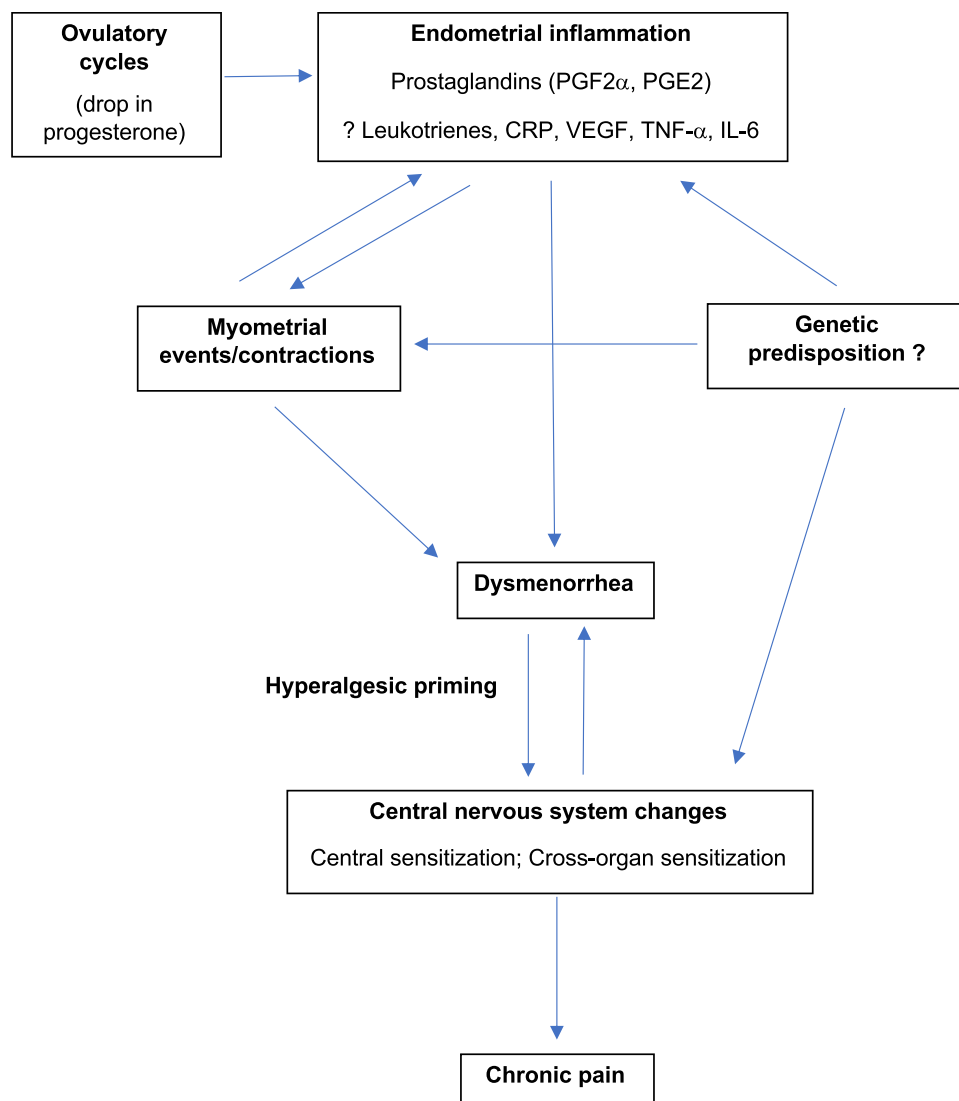 Ovulatory
cycles
(drop in
progesterone)
Endometrial inflammation
Prostaglandins (PGF2α, PGE2)
? Leukotrienes, CRP, VEGF, TNF-α, IL-6
Myometrial
events/contractions
Genetic
predisposition ?
Dysmenorrhea
Hyperalgesic priming
Central nervous system changes
Central sensitization; Cross-organ sensitization
Chronic pain